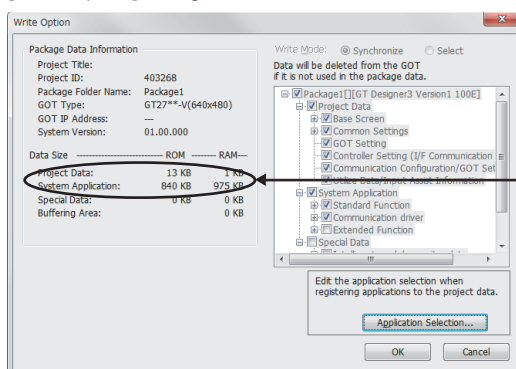 Write Option
Package Data Information
Project Title:
Project ID: 403268
Package Folder Name: Package1
GOT Type: GT27**-V(640x480)
GOT IP Address: ---
System Version: 01.00.000
Data Size ROM RAM
Project Data: 13 KB 1 KB
System Application: 840 KB 975 KB
Special Data: 0 KB 0 KB
Buffering Area: 0 KB
Write Mode: Synchronize Select
Data will be deleted from the GOT
if it is not used in the package data.
Package1[][GT Designer3 Version1 100E]
Project Data
Base Screen
Common Settings
GOT Setting
Controller Setting (I/F Communication
Communication Configuration/GOT Set
Utilize Data/Input Assist Information
System Application
Standard Function
Communication driver
Extended Function
Special Data
Edit the application selection when
registering applications to the project data.
Application Selection...
OK Cancel